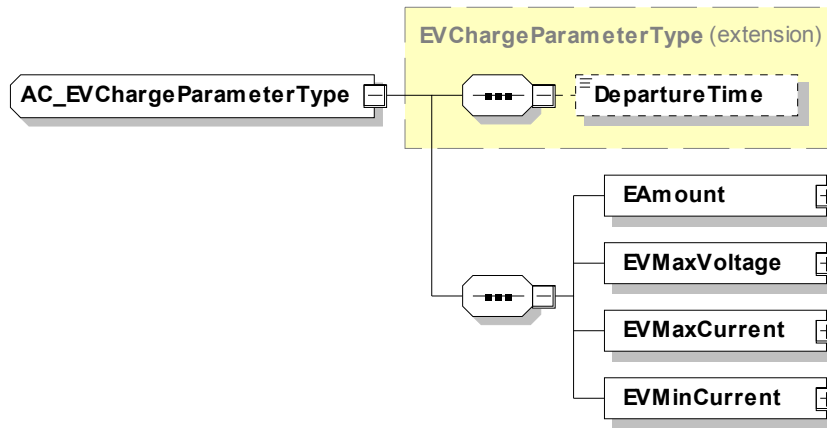 EVChargeParameterType (extension)
AC_EVChargeParameterType
DepartureTime
EAmount
EVMaxVoltage
EVMaxCurrent
EVMinCurrent